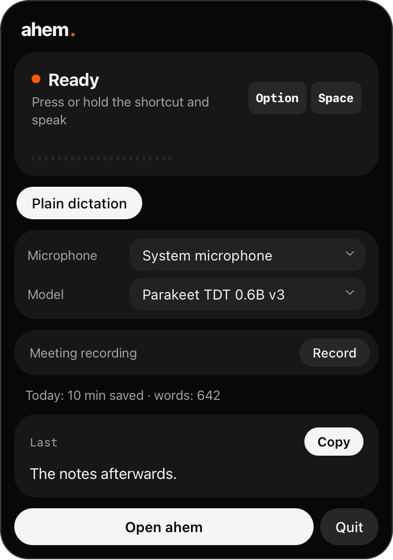 ahem.
Ready
Press or hold the shortcut and
speak
Option Space
Plain dictation
Microphone System microphone
Model Parakeet TDT 0.6B v3
Meeting recording Record
Today: 10 min saved · words: 642
Last Copy
The notes afterwards.
Open ahem Quit